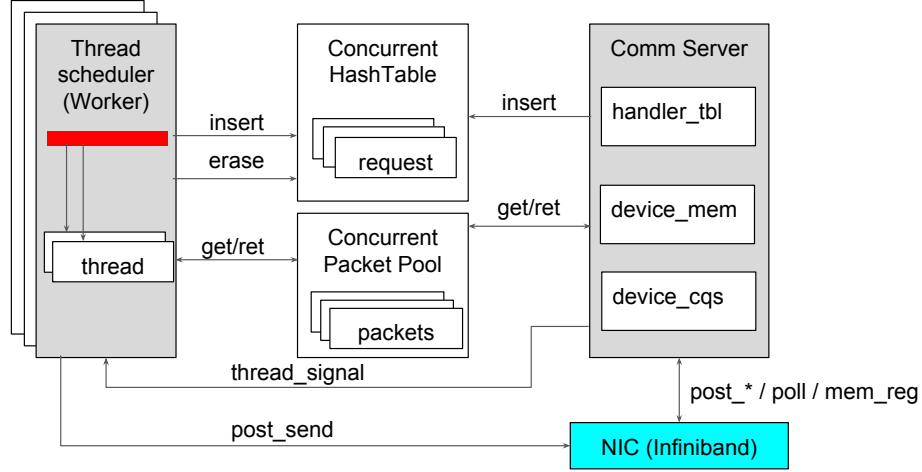 Thread
scheduler
(Worker)
thread
insert
erase
get/ret
Concurrent
HashTable
request
Concurrent
Packet Pool
packets
insert
get/ret
Comm Server
handler_tbl
device_mem
device_cqs
thread_signal
post_send
post_* / poll / mem_reg
NIC (Infiniband)